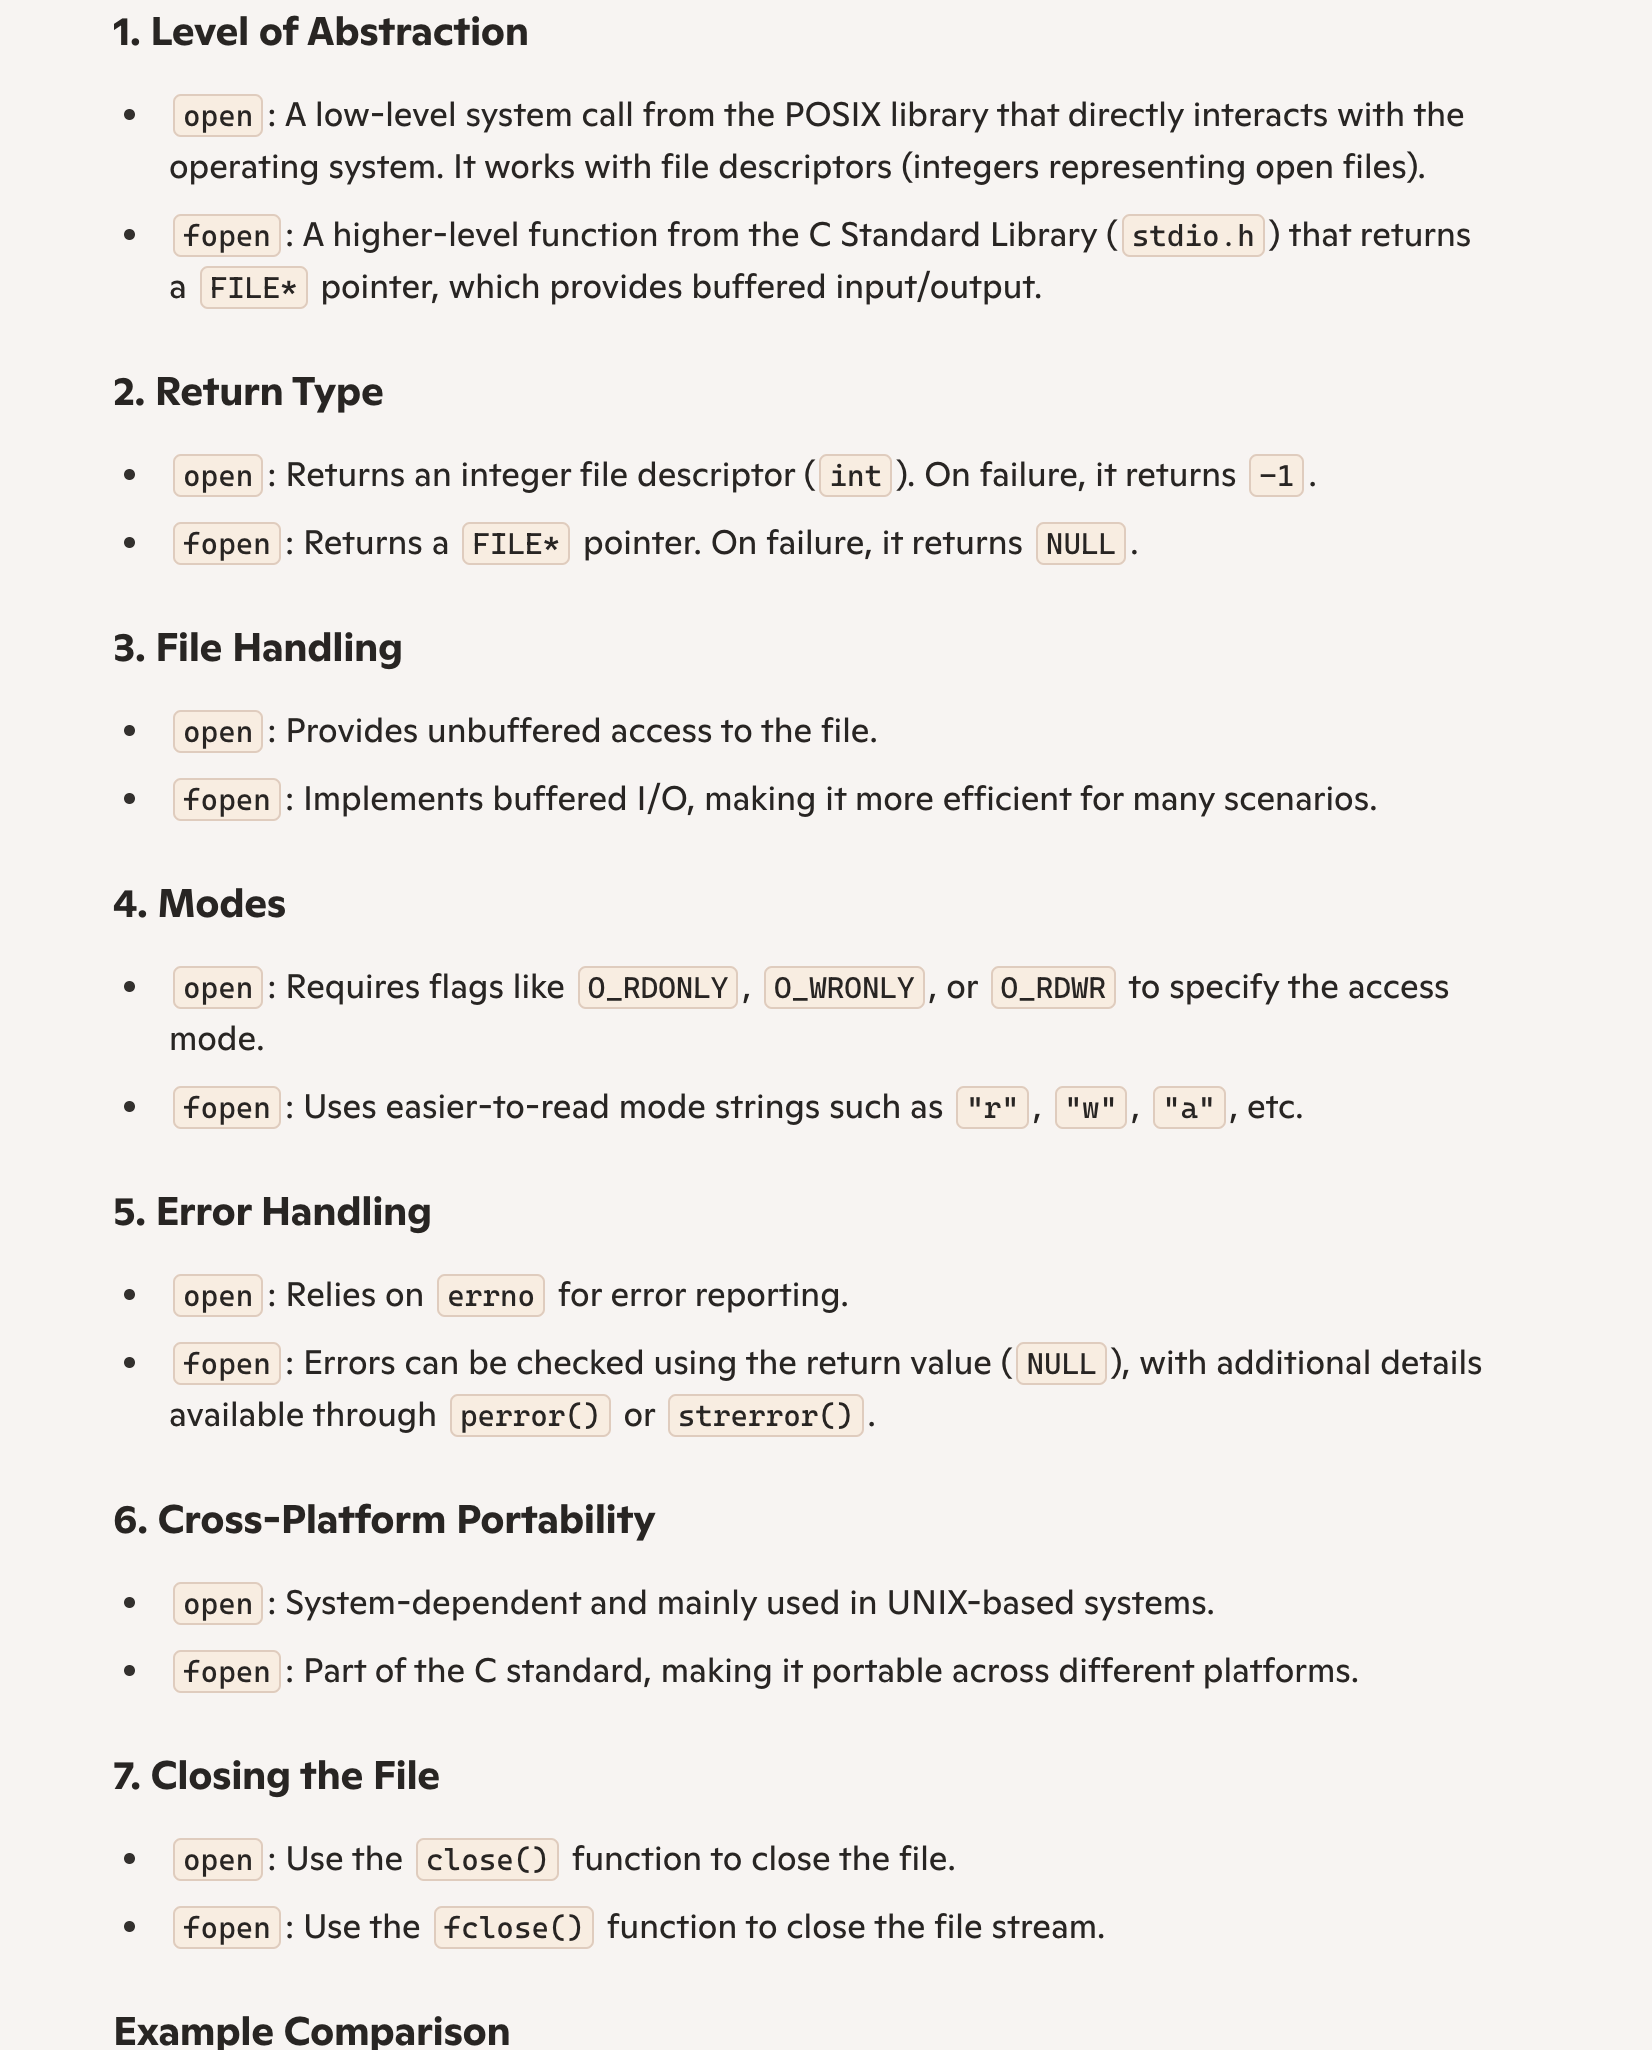 1. Level of Abstraction
• open: A low-level system call from the POSIX library that directly interacts with the
operating system. It works with file descriptors (integers representing open files).
• fopen: A higher-level function from the C Standard Library (stdio.h) that returns
a FILE* pointer, which provides buffered input/output.
2. Return Type
• open: Returns an integer file descriptor (int). On failure, it returns -1.
• fopen: Returns a FILE* pointer. On failure, it returns NULL.
3. File Handling
• open: Provides unbuffered access to the file.
• fopen: Implements buffered I/O, making it more efficient for many scenarios.
4. Modes
• open: Requires flags like O_RDONLY, O_WRONLY, or O_RDWR to specify the access
mode.
• fopen: Uses easier-to-read mode strings such as "r", "w", "a", etc.
5. Error Handling
• open: Relies on errno for error reporting.
• fopen: Errors can be checked using the return value (NULL), with additional details
available through perror() or strerror().
6. Cross-Platform Portability
• open: System-dependent and mainly used in UNIX-based systems.
• fopen: Part of the C standard, making it portable across different platforms.
7. Closing the File
• open: Use the close() function to close the file.
• fopen: Use the fclose() function to close the file stream.
Example Comparison